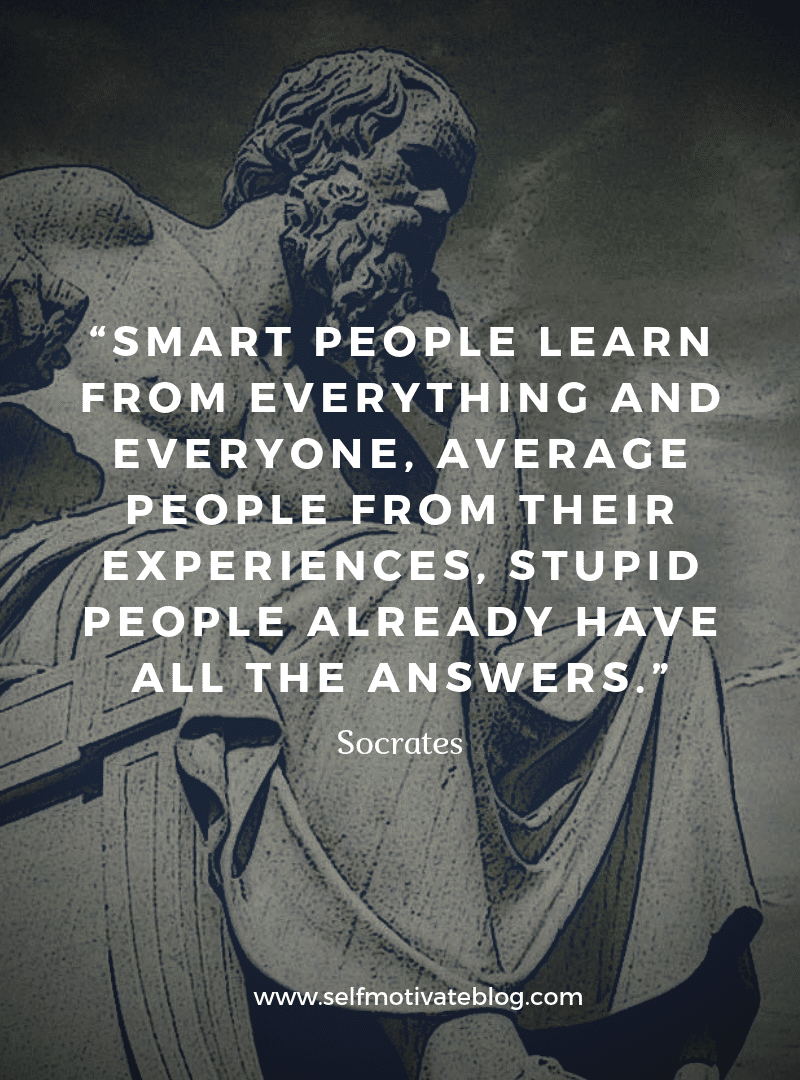 “SMART PEOPLE LEARN
FROM EVERYTHING AND
EVERYONE, AVERAGE
PEOPLE FROM THEIR
EXPERIENCES, STUPID
PEOPLE ALREADY HAVE
ALL THE ANSWERS.”
Socrates
www.selfmotivateblog.com